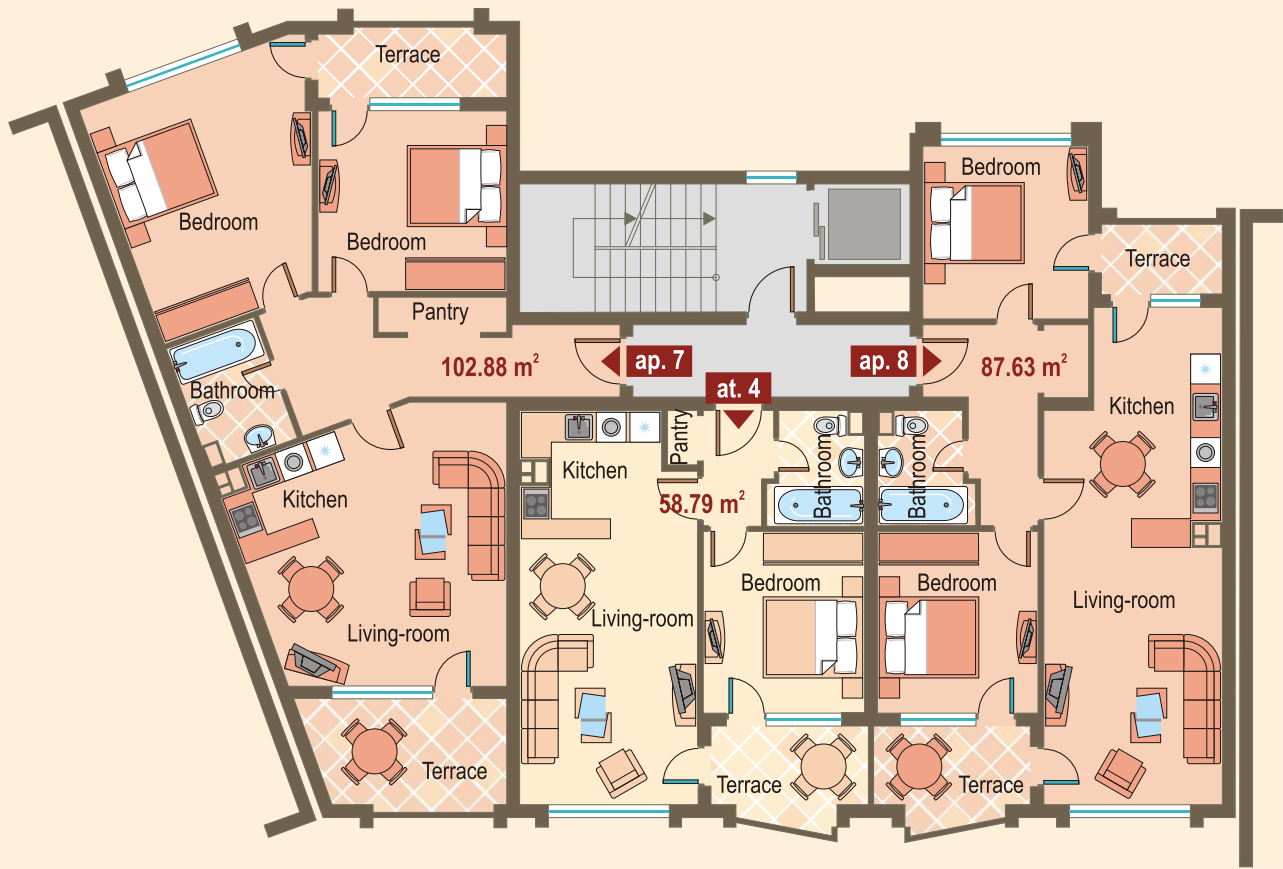 Terrace
Bedroom
Bedroom
Bedroom
Terrace
Pantry
102.88 m²
ap. 7
ap. 8
87.63 m²
at. 4
Bathroom
Kitchen
Pantry
Kitchen
Kitchen
Bathroom
Bathroom
58.79 m²
Bedroom
Bedroom
Living-room
Living-room
Living-room
Terrace
Terrace
Terrace